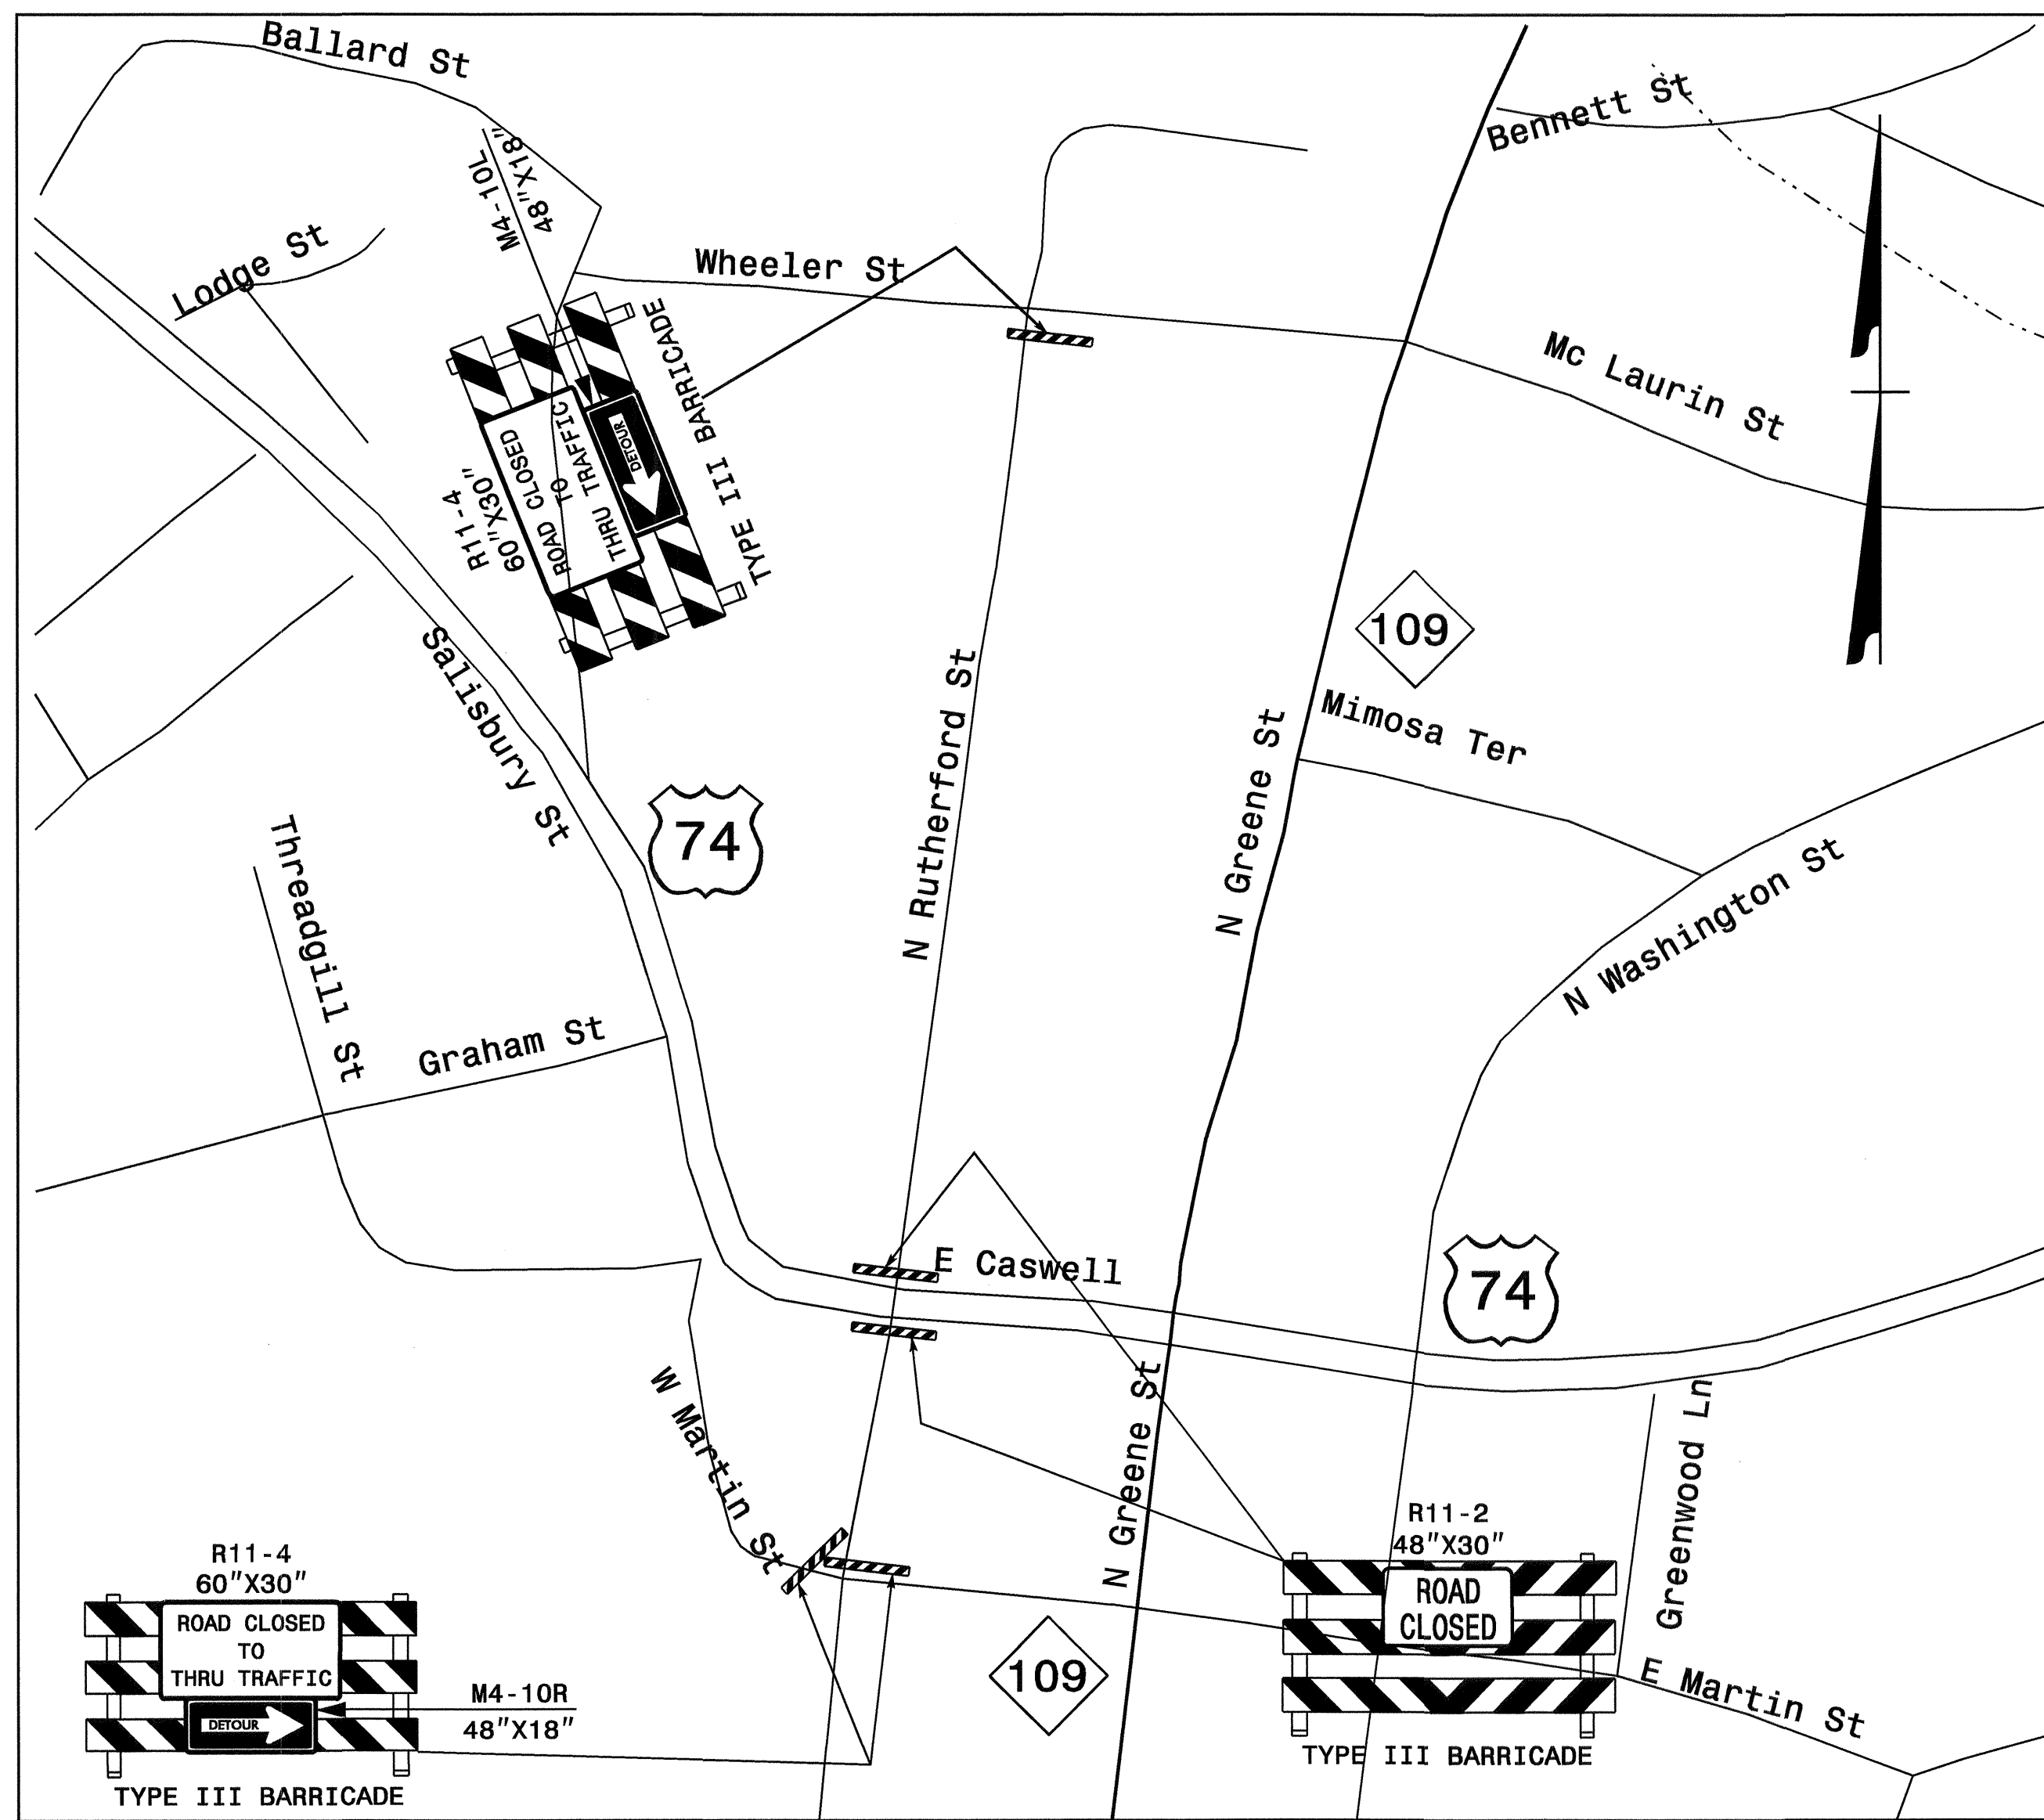 Ballard St
Bennett St
M4-10L
48"X18"
Lodge St
Wheeler St
Mc Laurin St
TYPE III BARRICADE
DETOUR
ROAD CLOSED
TO
THRU TRAFFIC
R11-4
60"X30"
109
Salisbury St
N Rutherford St
Mimosa Ter
N Greene St
74
Threadgill St
N Washington St
Graham St
E Caswell
74
W Martin St
N Greene St
Greenwood Ln
R11-2
48"X30"
ROAD
CLOSED
TYPE III BARRICADE
R11-4
60"X30"
ROAD CLOSED
TO
THRU TRAFFIC
DETOUR
M4-10R
48"X18"
TYPE III BARRICADE
109
E Martin St